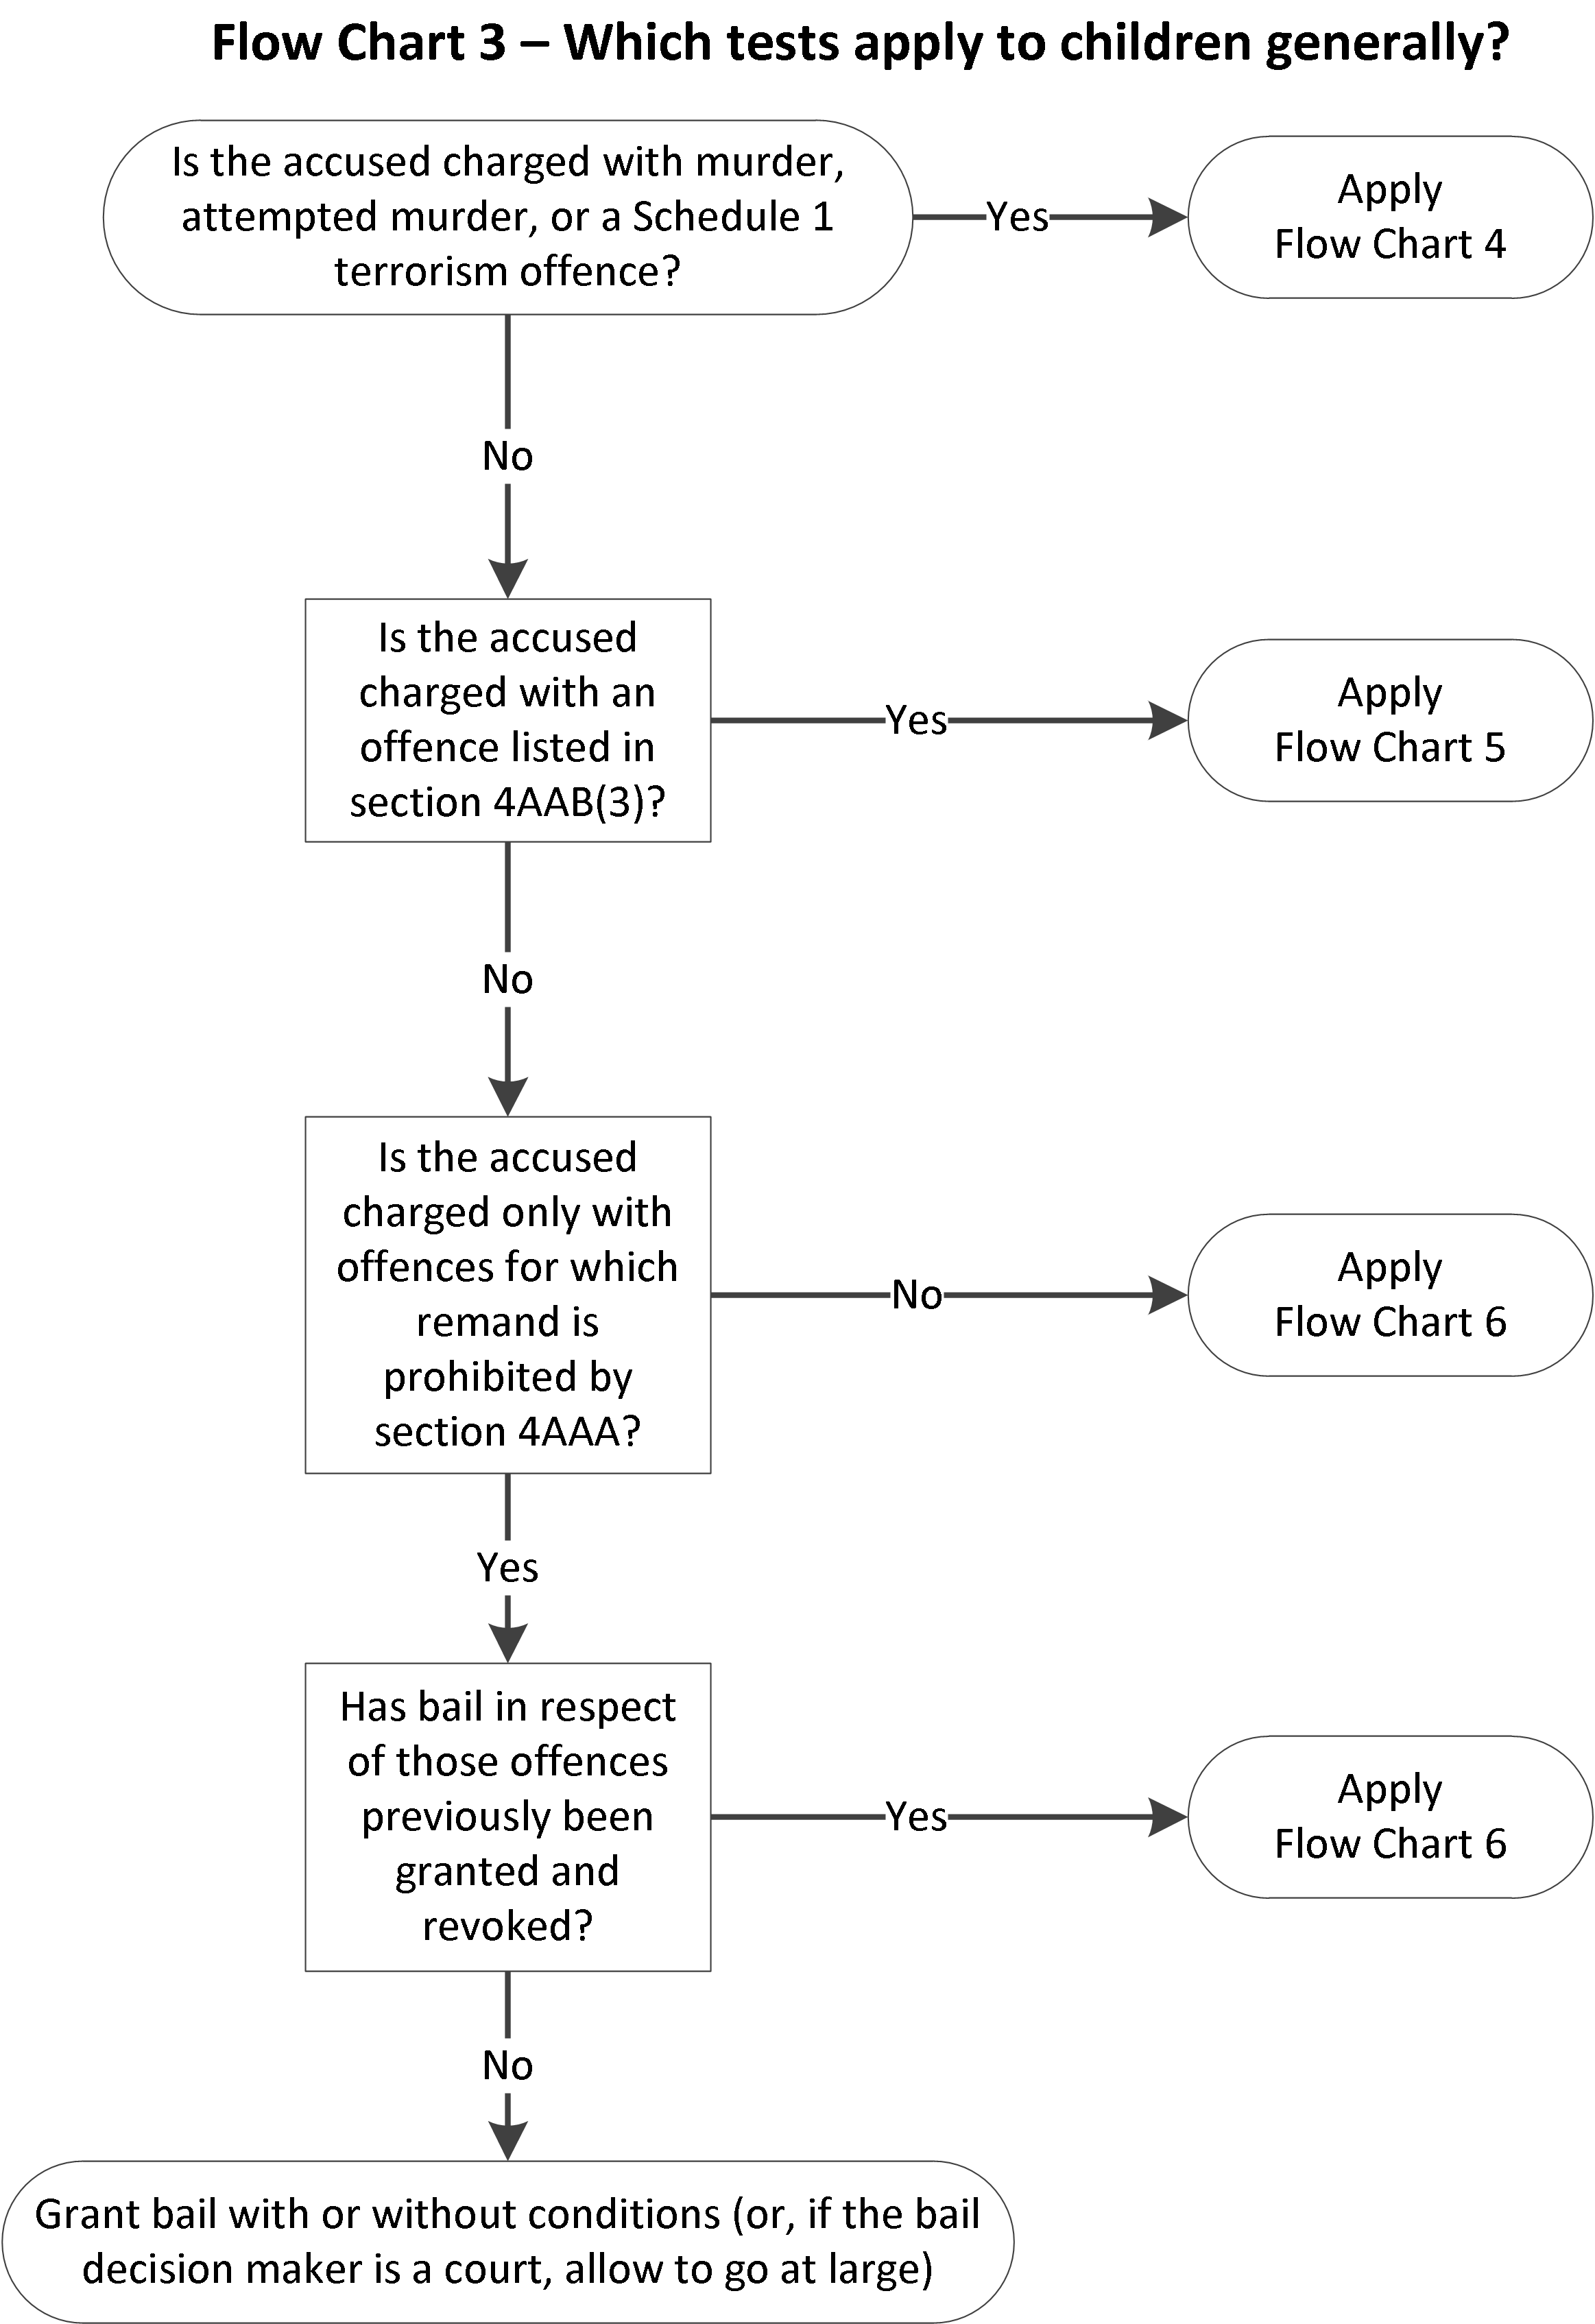 Flow Chart 3 – Which tests apply to children generally?
Is the accused charged with murder,
attempted murder, or a Schedule 1
terrorism offence?
Yes
Apply
Flow Chart 4
No
Is the accused
charged with an
offence listed in
section 4AAB(3)?
Yes
Apply
Flow Chart 5
No
Is the accused
charged only with
offences for which
remand is
prohibited by
section 4AAA?
No
Apply
Flow Chart 6
Yes
Has bail in respect
of those offences
previously been
granted and
revoked?
Yes
Apply
Flow Chart 6
No
Grant bail with or without conditions (or, if the bail
decision maker is a court, allow to go at large)